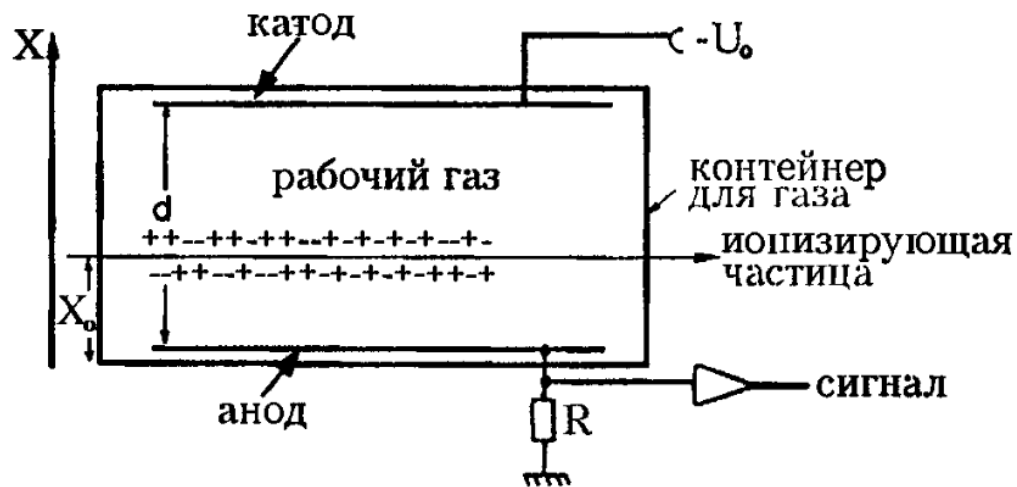 катод
X
-U₀
рабочий газ
контейнер
для газа
d
++--++-++--+-+-+-+--+-
ионизирующая
частица
--++--+--++-+-+-+-++-+
X₀
анод
R
сигнал